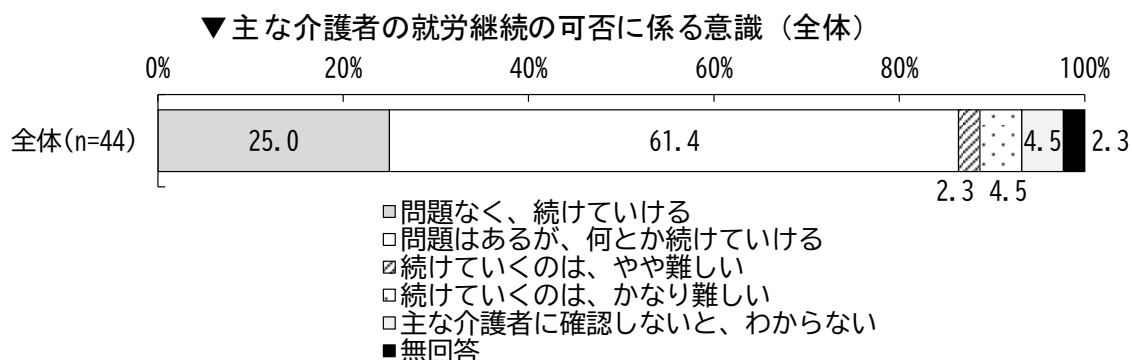 ▼主な介護者の就労継続の可否に係る意識（全体）
0% 20% 40% 60% 80% 100%
全体(n=44) 25.0 61.4 4.5 2.3
2.3 4.5
問題なく、続けていける
問題はあるが、何とか続けていける
続けていくのは、やや難しい
続けていくのは、かなり難しい
主な介護者に確認しないと、わからない
無回答